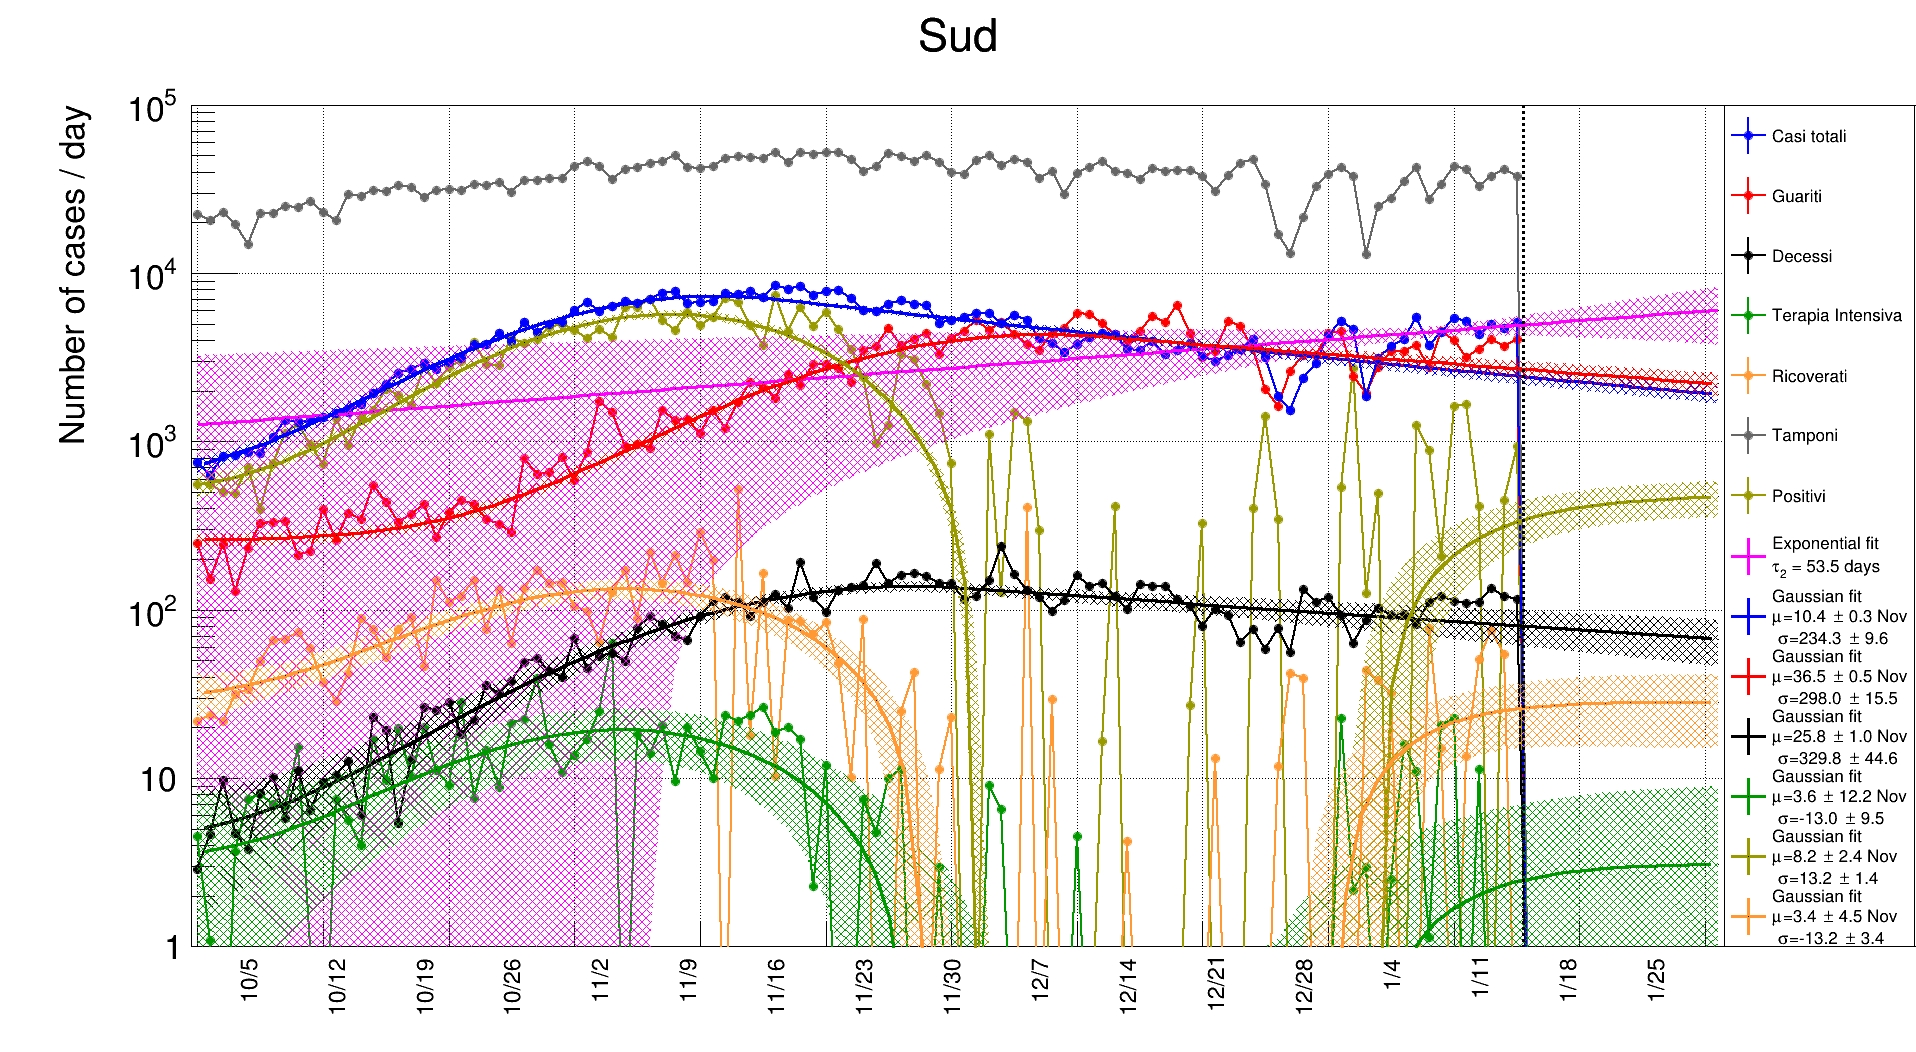 Sud
Number of cases / day
10^5
10^4
10^3
10^2
10
1
10/5
10/12
10/19
10/26
11/2
11/9
11/16
11/23
11/30
12/7
12/14
12/21
12/28
1/4
1/11
1/18
1/25
Casi totali
Guariti
Decessi
Terapia Intensiva
Ricoverati
Tamponi
Positivi
Exponential fit
τ2 = 53.5 days
Gaussian fit
μ=10.4 ± 0.3 Nov
σ=234.3 ± 9.6
Gaussian fit
μ=36.5 ± 0.5 Nov
σ=298.0 ± 15.5
Gaussian fit
μ=25.8 ± 1.0 Nov
σ=329.8 ± 44.6
Gaussian fit
μ=3.6 ± 12.2 Nov
σ=-13.0 ± 9.5
Gaussian fit
μ=8.2 ± 2.4 Nov
σ=13.2 ± 1.4
Gaussian fit
μ=3.4 ± 4.5 Nov
σ=-13.2 ± 3.4